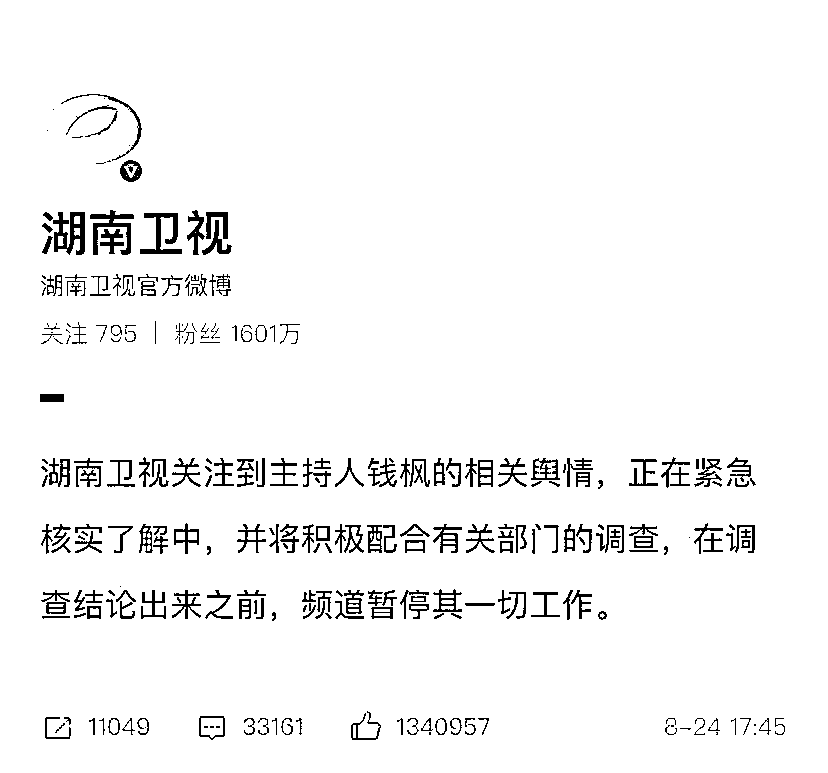 湖南卫视
湖南卫视官方微博
关注 795 | 粉丝 1601万
湖南卫视关注到主持人钱枫的相关舆情，正在紧急
核实了解中，并将积极配合有关部门的调查，在调
查结论出来之前，频道暂停其一切工作。
11049 33161 1340957 8-24 17:45